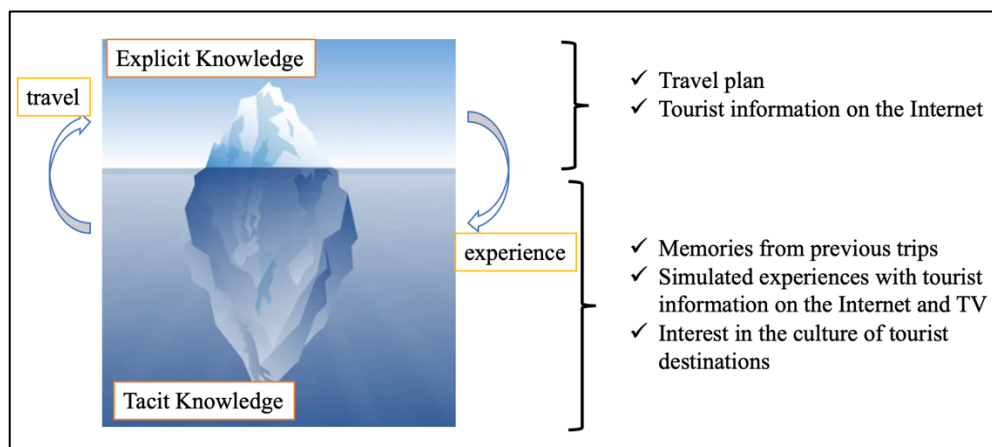 Explicit Knowledge
travel
✓ Travel plan
✓ Tourist information on the Internet
experience
✓ Memories from previous trips
✓ Simulated experiences with tourist
information on the Internet and TV
✓ Interest in the culture of tourist
destinations
Tacit Knowledge